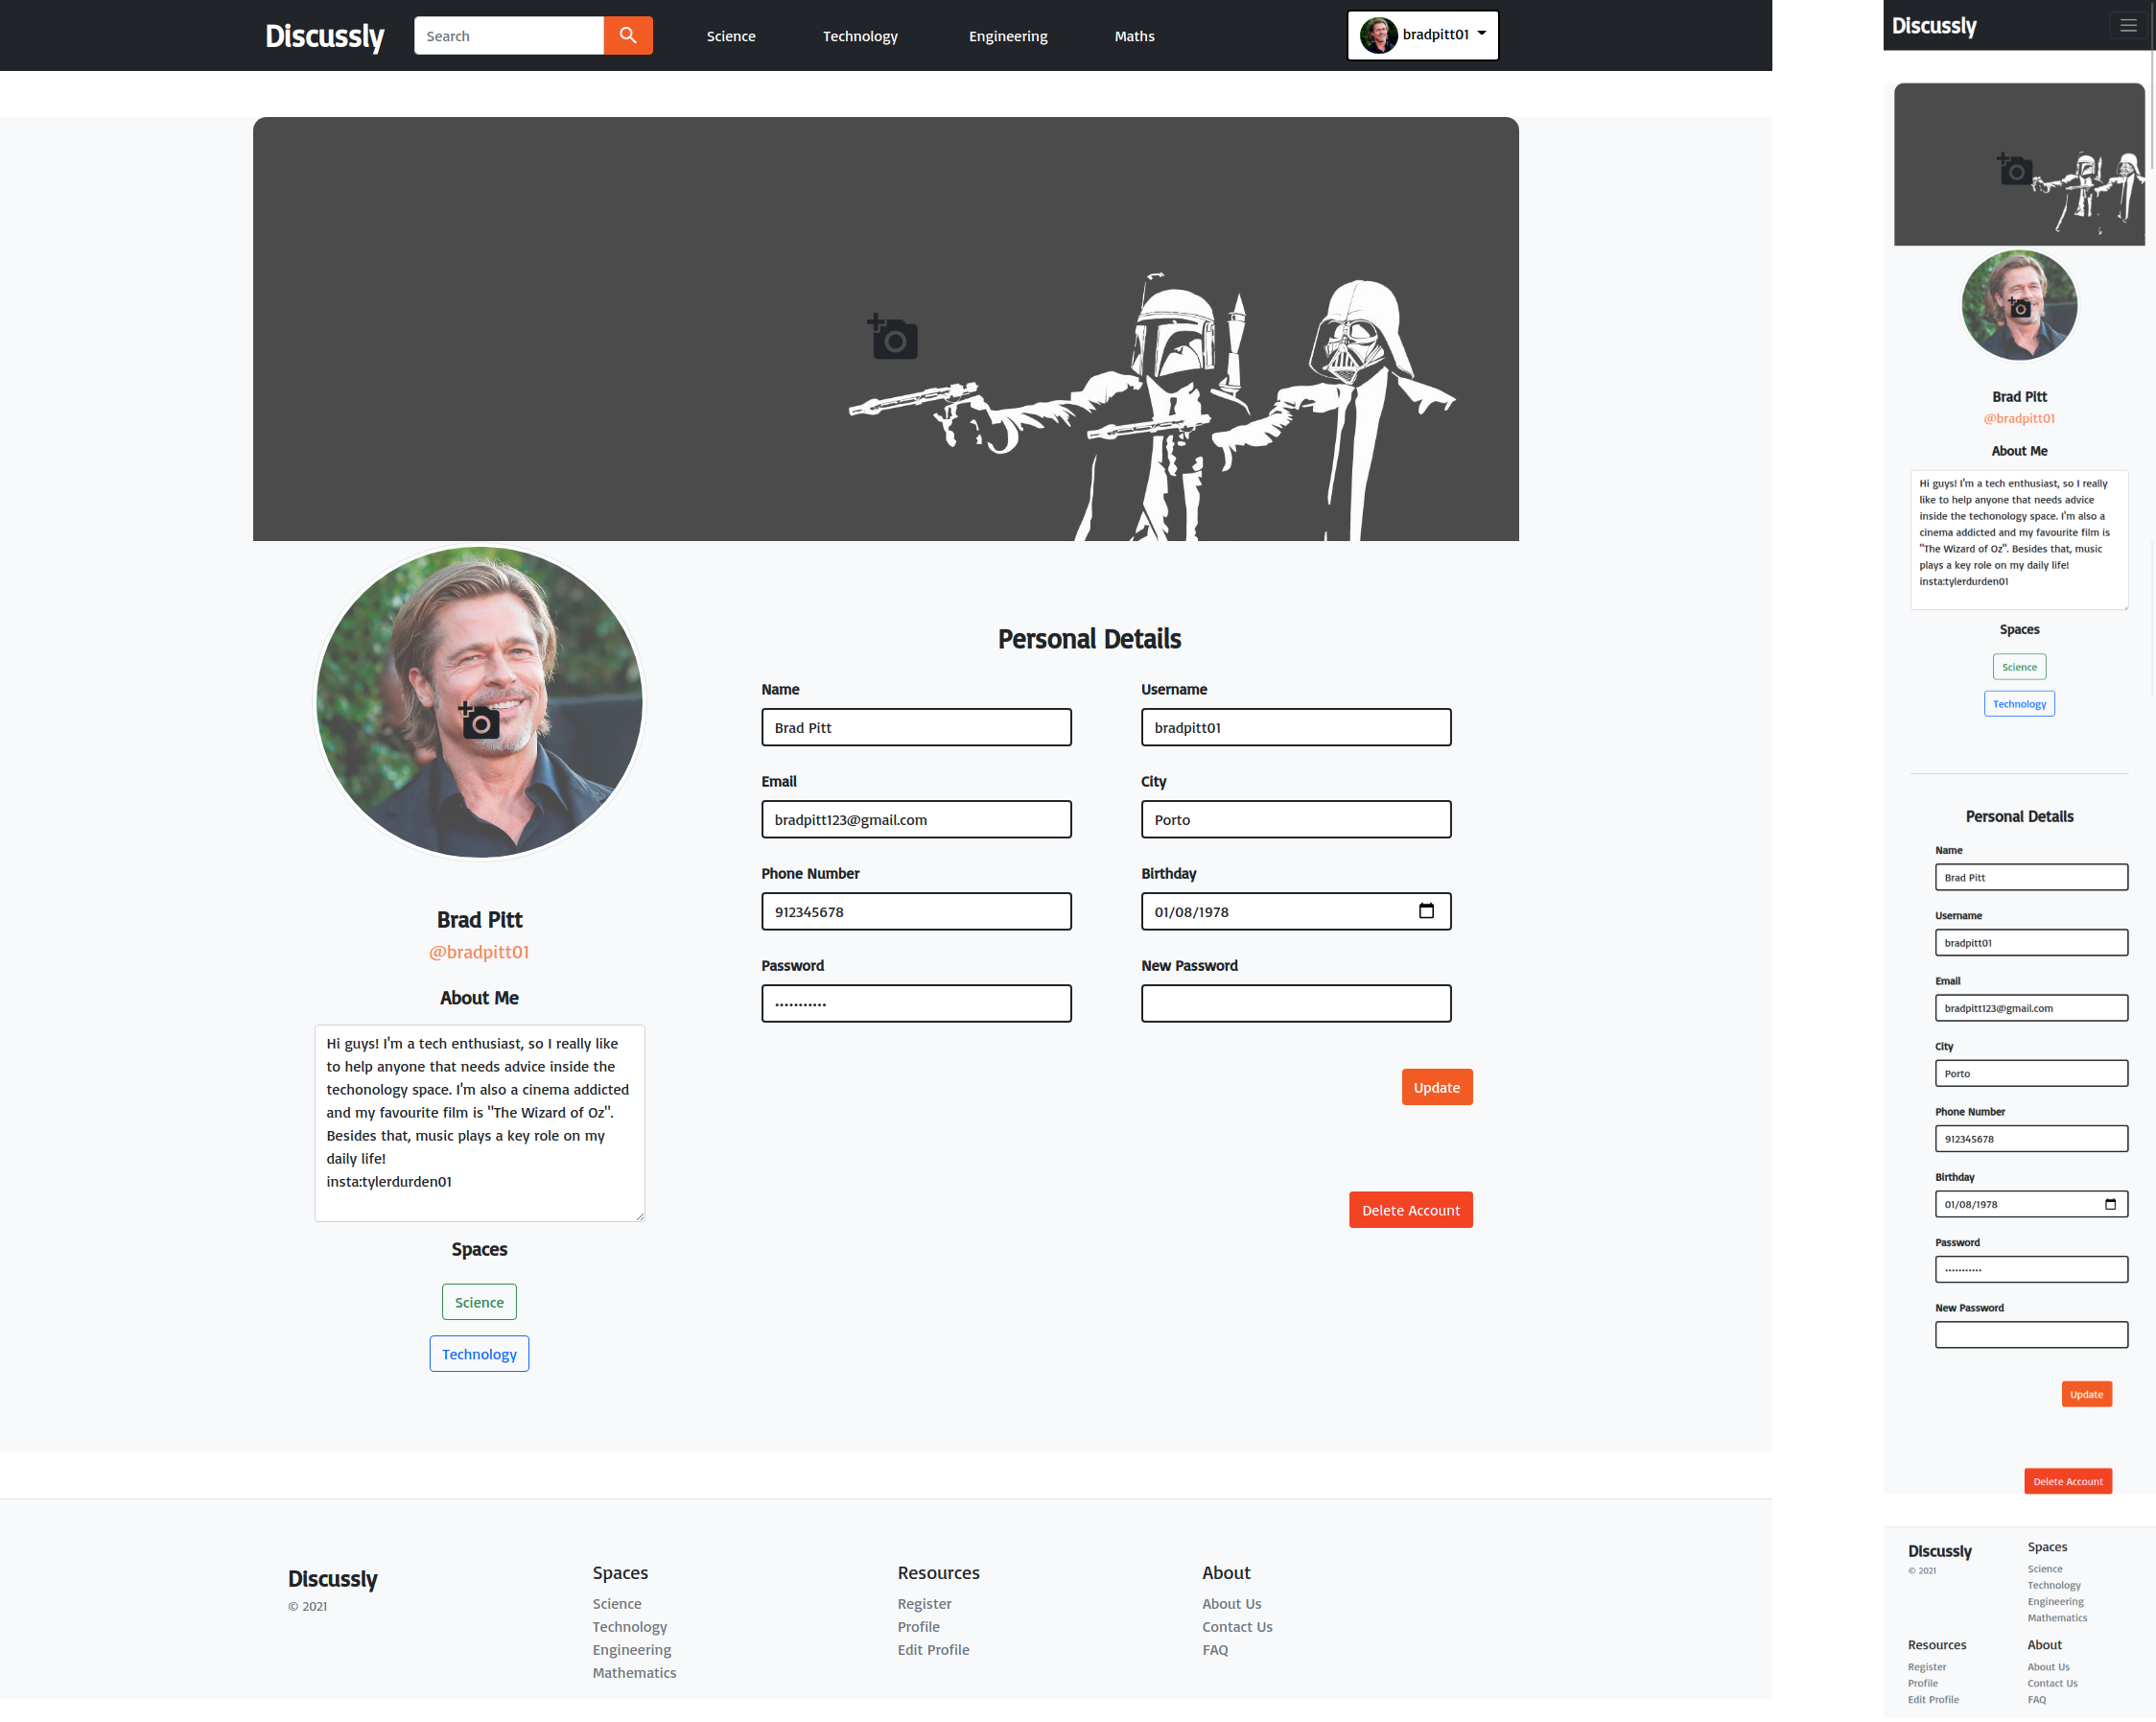 Discussly Search Science Technology Engineering Maths bradpitt01
Brad Pitt
@bradpitt01
About Me
Hi guys! I'm a tech enthusiast, so I really like
to help anyone that needs advice inside the
techonology space. I'm also a cinema addicted
and my favourite film is "The Wizard of Oz".
Besides that, music plays a key role on my
daily life!
insta:tylerdurden01
Spaces
Science
Technology
Personal Details
Name Username
Brad Pitt bradpitt01
Email City
bradpitt123@gmail.com Porto
Phone Number Birthday
912345678 01/08/1978
Password New Password
•••••••••••
Update
Delete Account
Discussly
© 2021
Spaces
Science
Technology
Engineering
Mathematics
Resources
Register
Profile
Edit Profile
About
About Us
Contact Us
FAQ
Discussly
Brad Pitt
@bradpitt01
About Me
Hi guys! I'm a tech enthusiast, so I really
like to help anyone that needs advice
inside the techonology space. I'm also a
cinema addicted and my favourite film is
"The Wizard of Oz". Besides that, music
plays a key role on my daily life!
insta:tylerdurden01
Spaces
Science
Technology
Personal Details
Name
Brad Pitt
Username
bradpitt01
Email
bradpitt123@gmail.com
City
Porto
Phone Number
912345678
Birthday
01/08/1978
Password
•••••••••••
New Password
Update
Delete Account
Discussly
© 2021
Spaces
Science
Technology
Engineering
Mathematics
Resources
Register
Profile
Edit Profile
About
About Us
Contact Us
FAQ